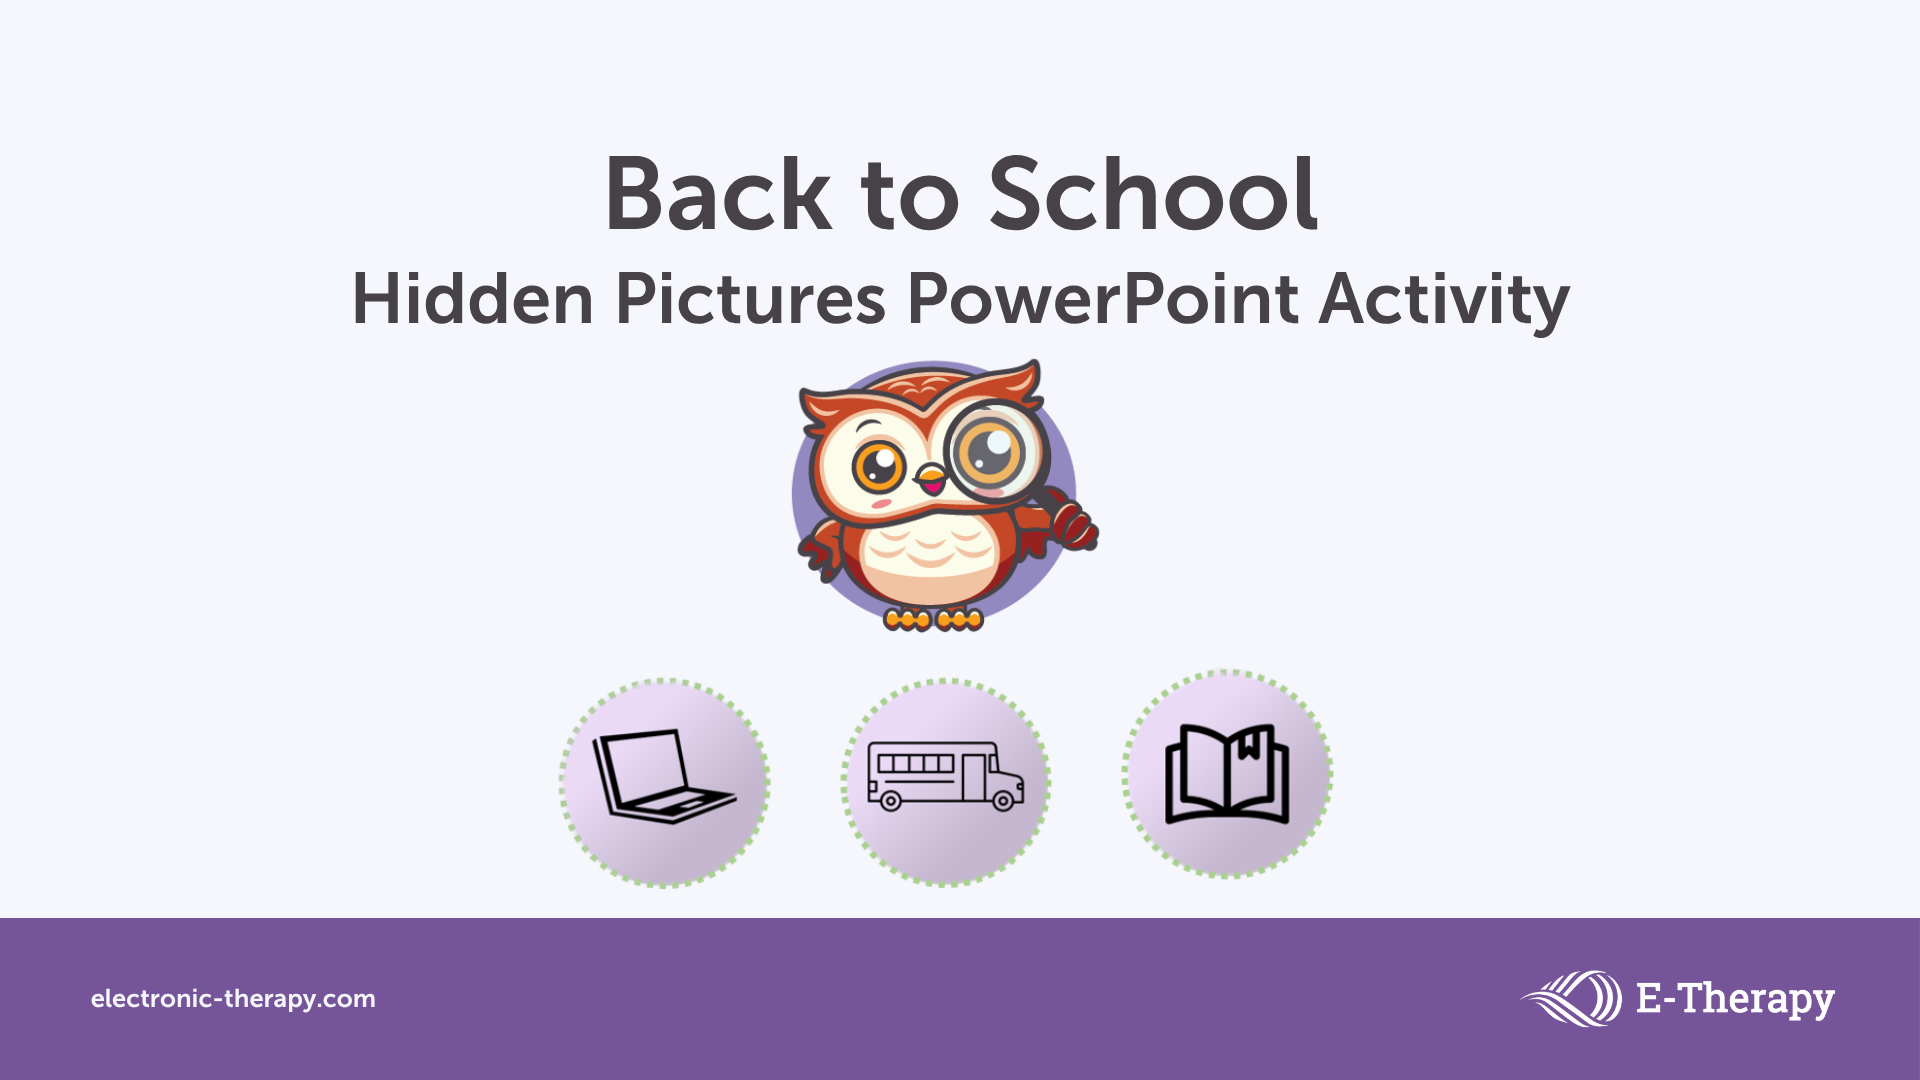 Back to School
Hidden Pictures PowerPoint Activity
electronic-therapy.com
E-Therapy